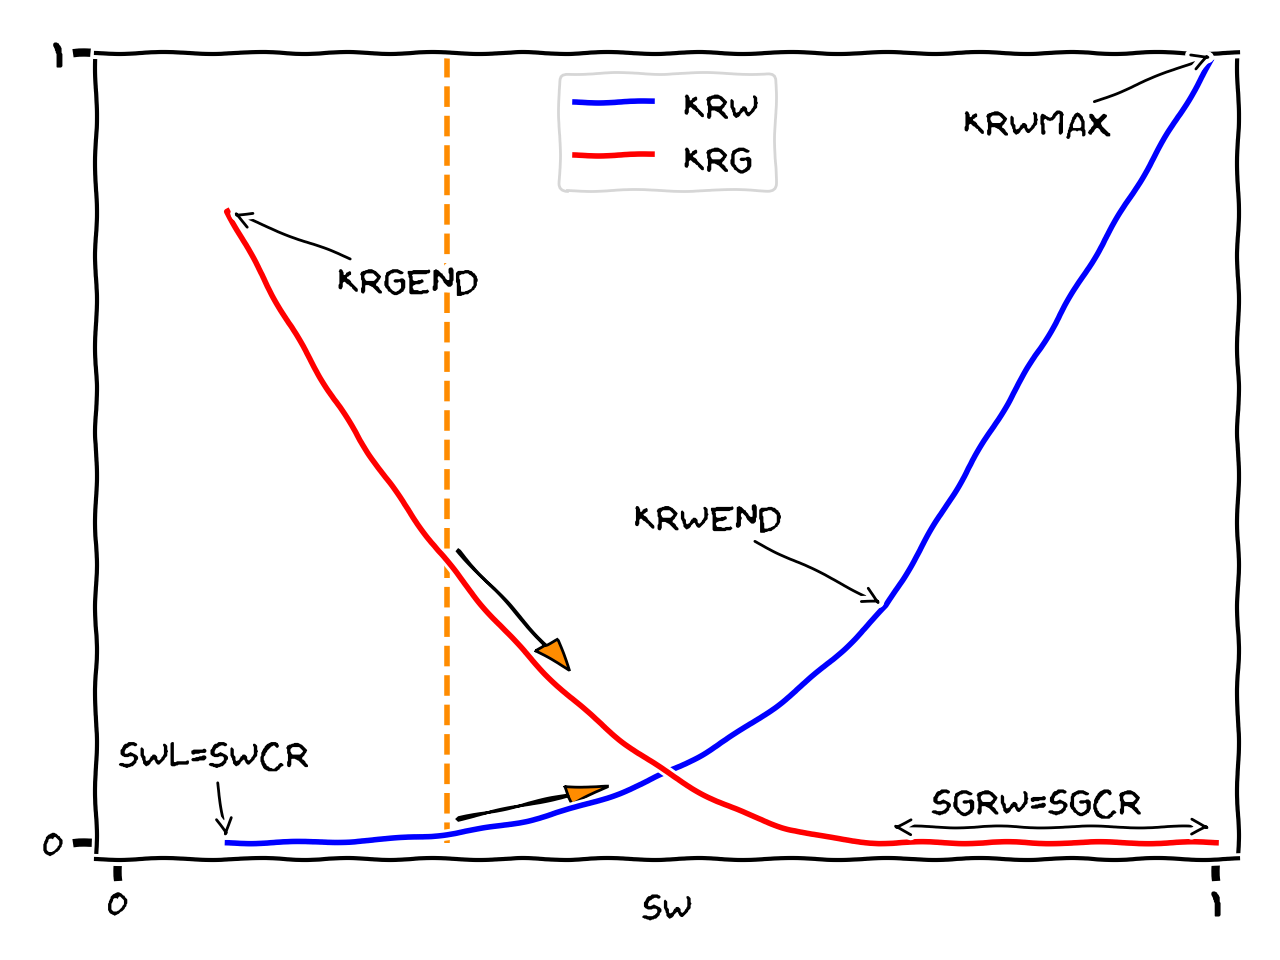 1
KRW
KRG
KRWMAX
KRGEND
KRWEND
SWL=SWCR
SGRW=SGCR
0
0
SW
1